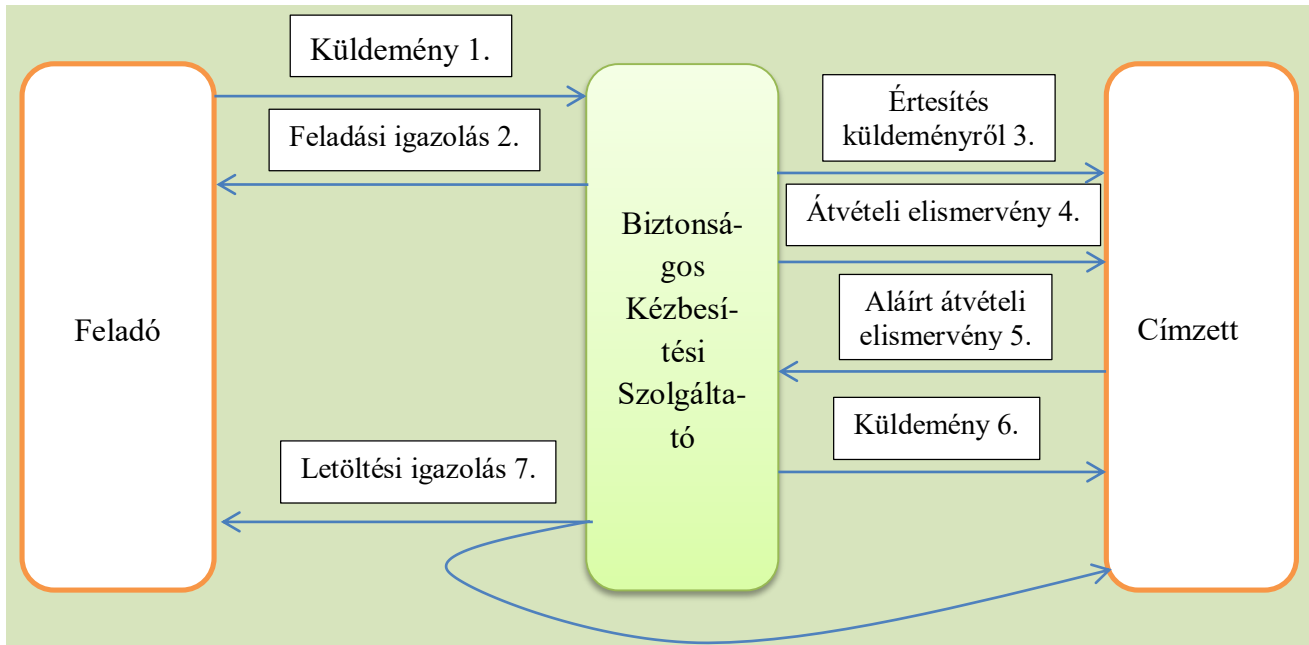 Küldemény 1.
Feladási igazolás 2.
Értesítés
küldeményről 3.
Átvételi elismervény 4.
Feladó
Biztonsá-
gos
Kézbesí-
tési
Szolgálta-
tó
Aláírt átvételi
elismervény 5.
Címzett
Küldemény 6.
Letöltési igazolás 7.